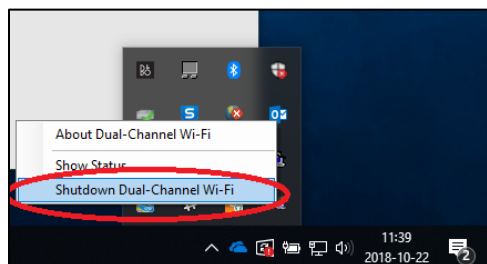 About Dual-Channel Wi-Fi
Show Status
Shutdown Dual-Channel Wi-Fi
11:39
2018-10-22
2